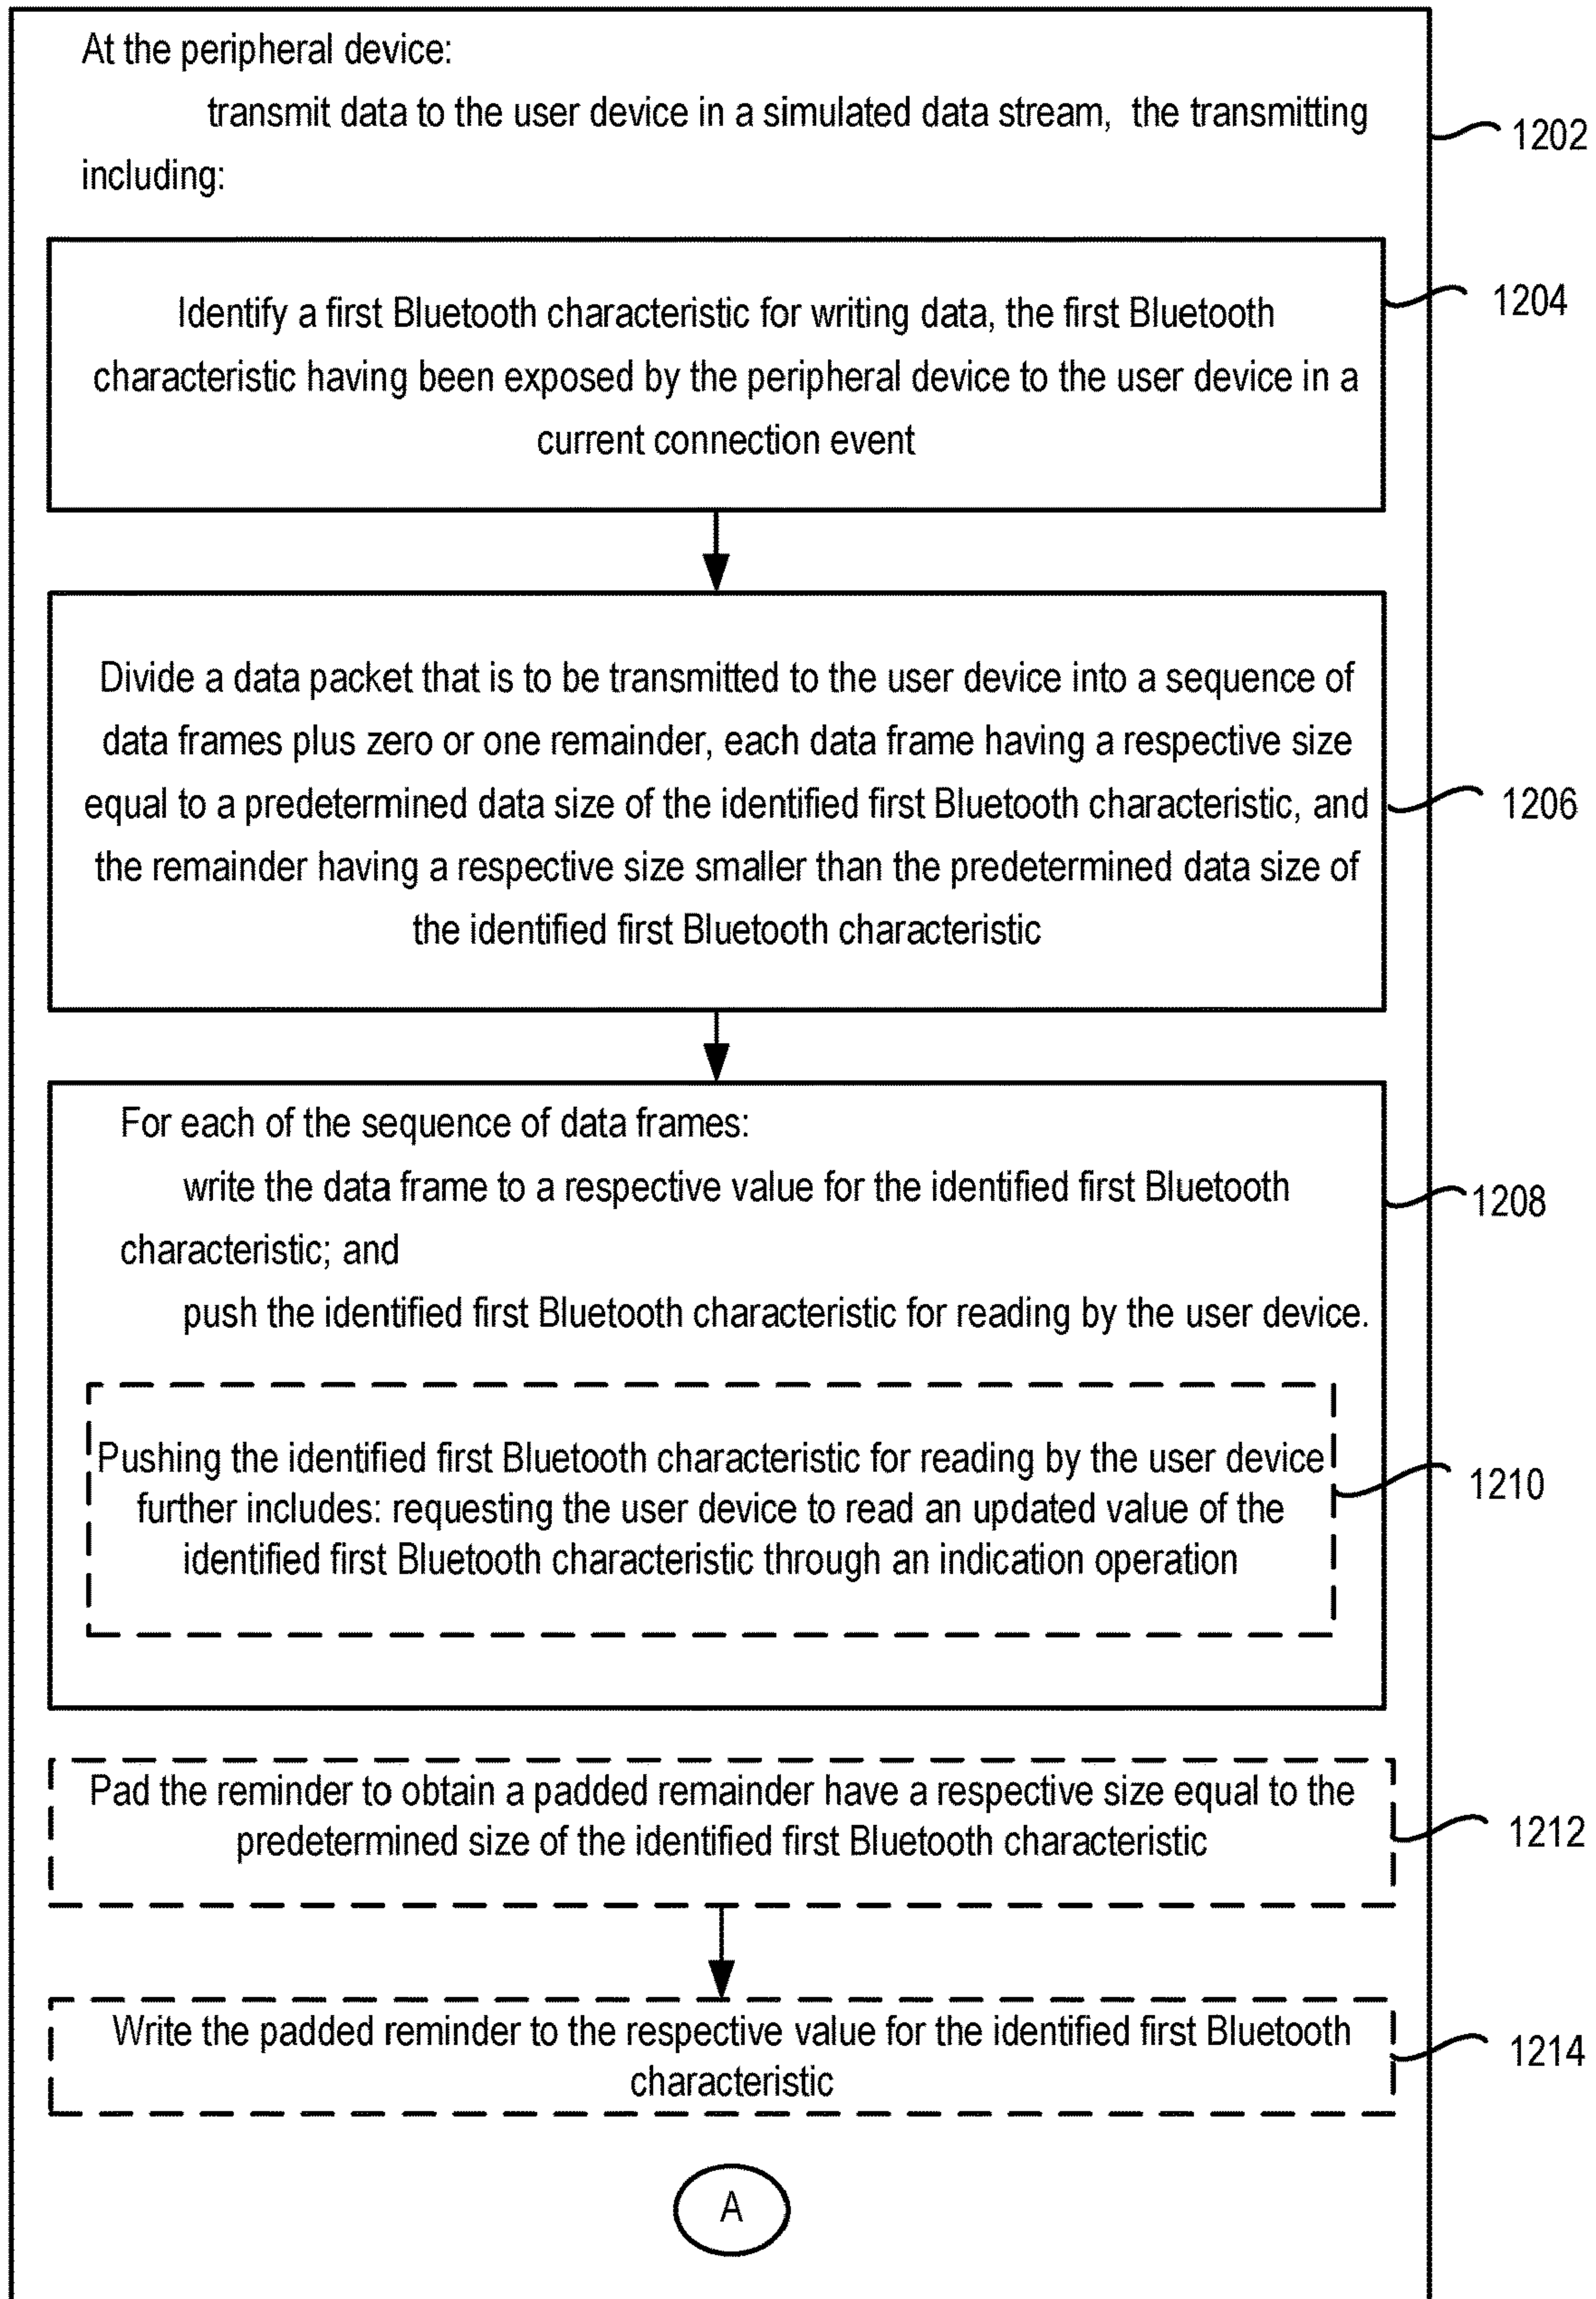 At the peripheral device:
transmit data to the user device in a simulated data stream, the transmitting
including:
1202
Identify a first Bluetooth characteristic for writing data, the first Bluetooth
characteristic having been exposed by the peripheral device to the user device in a
current connection event
1204
Divide a data packet that is to be transmitted to the user device into a sequence of
data frames plus zero or one remainder, each data frame having a respective size
equal to a predetermined data size of the identified first Bluetooth characteristic, and
the remainder having a respective size smaller than the predetermined data size of
the identified first Bluetooth characteristic
1206
For each of the sequence of data frames:
write the data frame to a respective value for the identified first Bluetooth
characteristic; and
push the identified first Bluetooth characteristic for reading by the user device.
1208
Pushing the identified first Bluetooth characteristic for reading by the user device
further includes: requesting the user device to read an updated value of the
identified first Bluetooth characteristic through an indication operation
1210
Pad the reminder to obtain a padded remainder have a respective size equal to the
predetermined size of the identified first Bluetooth characteristic
1212
Write the padded reminder to the respective value for the identified first Bluetooth
characteristic
1214
A